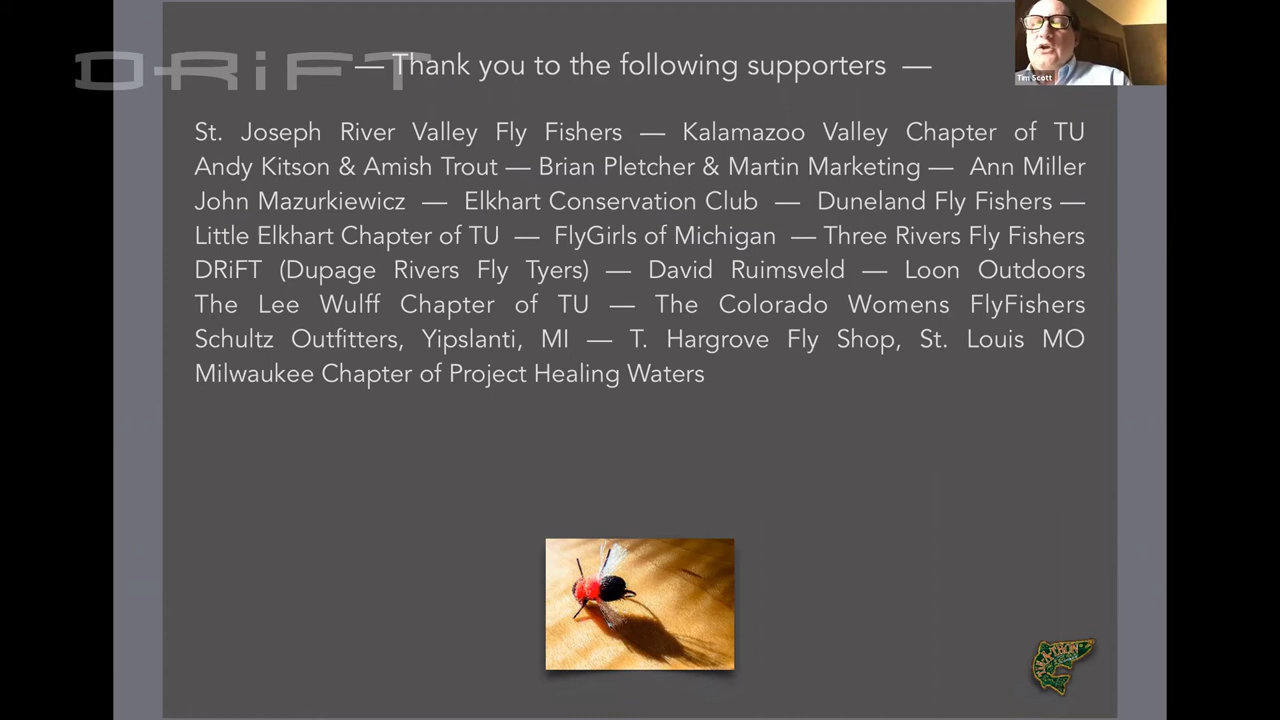 DRiFT
— Thank you to the following supporters —
Tim Scott
St. Joseph River Valley Fly Fishers — Kalamazoo Valley Chapter of TU
Andy Kitson & Amish Trout — Brian Pletcher & Martin Marketing — Ann Miller
John Mazurkiewicz — Elkhart Conservation Club — Duneland Fly Fishers —
Little Elkhart Chapter of TU — FlyGirls of Michigan — Three Rivers Fly Fishers
DRiFT (Dupage Rivers Fly Tyers) — David Ruimsveld — Loon Outdoors
The Lee Wulff Chapter of TU — The Colorado Womens FlyFishers
Schultz Outfitters, Yipslanti, MI — T. Hargrove Fly Shop, St. Louis MO
Milwaukee Chapter of Project Healing Waters